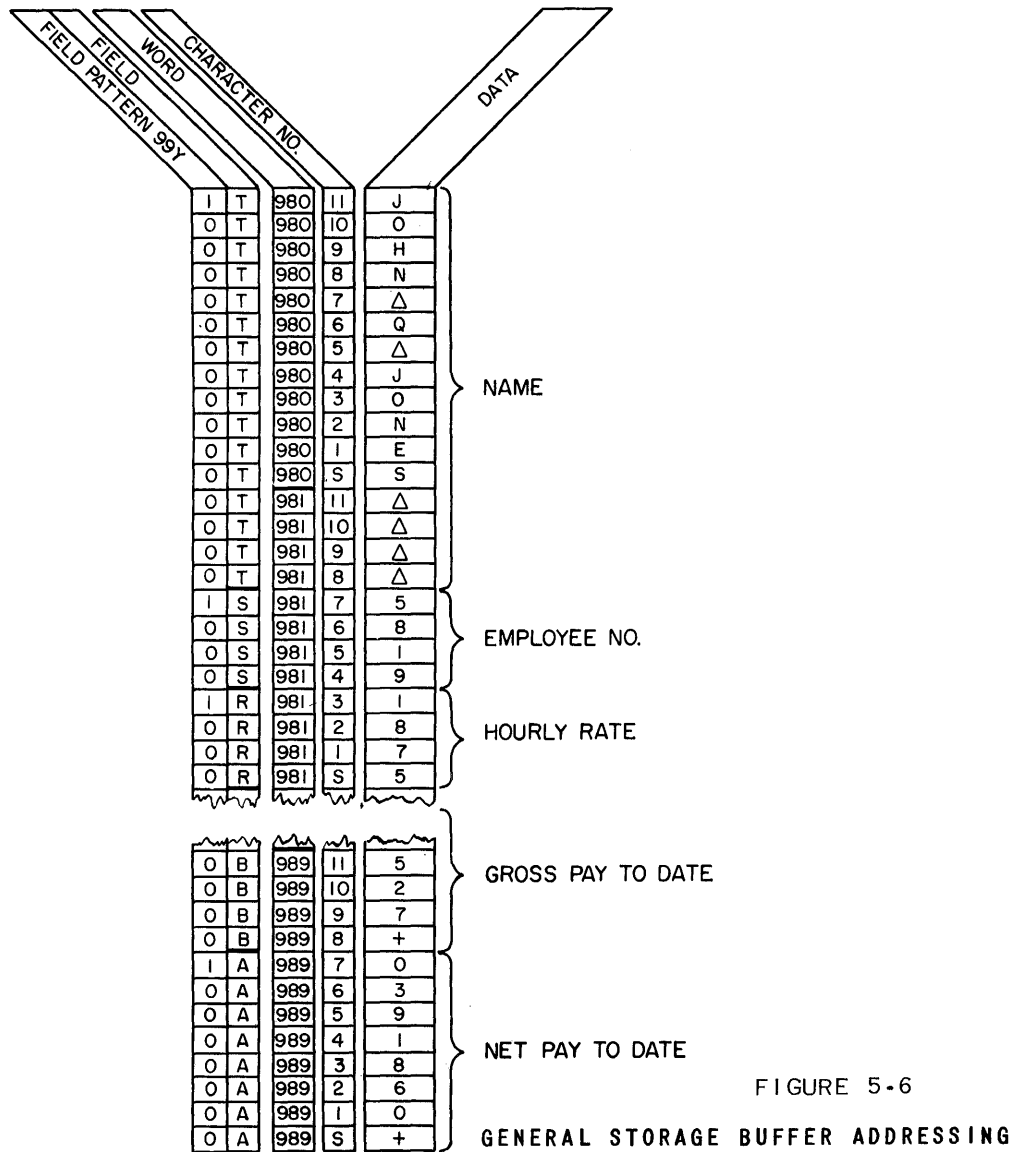 FIELD PATTERN 99Y
FIELD
WORD
CHARACTER NO.
DATA
1 T 980 11 J
0 T 980 10 O
0 T 980 9 H
0 T 980 8 N
0 T 980 7 Δ
0 T 980 6 Q
0 T 980 5 Δ
0 T 980 4 J
0 T 980 3 O
0 T 980 2 N
0 T 980 1 E
0 T 980 S S
0 T 981 11 Δ
0 T 981 10 Δ
0 T 981 9 Δ
0 T 981 8 Δ
NAME
1 S 981 7 5
0 S 981 6 8
0 S 981 5 1
0 S 981 4 9
EMPLOYEE NO.
1 R 981 3 1
0 R 981 2 8
0 R 981 1 7
0 R 981 S 5
HOURLY RATE
0 B 989 11 5
0 B 989 10 2
0 B 989 9 7
0 B 989 8 +
GROSS PAY TO DATE
1 A 989 7 0
0 A 989 6 3
0 A 989 5 9
0 A 989 4 1
0 A 989 3 8
0 A 989 2 6
0 A 989 1 0
0 A 989 S +
NET PAY TO DATE
FIGURE 5-6
GENERAL STORAGE BUFFER ADDRESSING